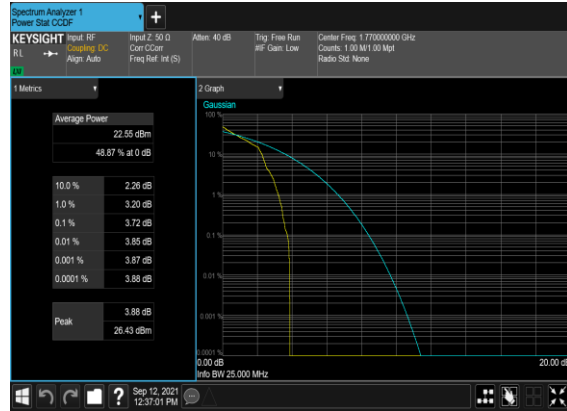 Spectrum Analyzer 1
Power Stat CCDF
KEYSIGHT
RL
Input: RF
Coupling: DC
Align: Auto
Input Z: 50 Ω
Corr CCorr
Freq Ref: Int (S)
Atten: 40 dB
Trig: Free Run
#IF Gain: Low
Center Freq: 1.770000000 GHz
Counts: 1.00 M/1.00 Mpt
Radio Std: None
1 Metrics
Average Power
22.55 dBm
48.87 % at 0 dB
10.0 % 2.26 dB
1.0 % 3.20 dB
0.1 % 3.72 dB
0.01 % 3.85 dB
0.001 % 3.87 dB
0.0001 % 3.88 dB
Peak
3.88 dB
26.43 dBm
2 Graph
Gaussian
100 %
10 %
1 %
0.1 %
0.01 %
0.001 %
0.0001 %
0.00 dB
20.00 dB
Info BW 25.000 MHz
?
Sep 12, 2021
12:37:01 PM